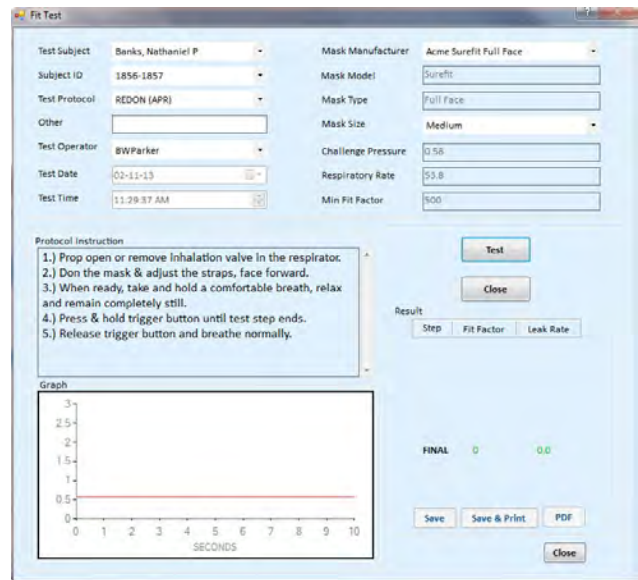 Fit Test
Test Subject Banks, Nathaniel P
Subject ID 1856-1857
Test Protocol REDON (APR)
Other
Test Operator BWParker
Test Date 02-11-13
Test Time 11:29:37 AM
Mask Manufacturer Acme Surefit Full Face
Mask Model Surefit
Mask Type Full Face
Mask Size Medium
Challenge Pressure 0.58
Respiratory Rate 53.8
Min Fit Factor 500
Protocol Instruction
1.) Prop open or remove Inhalation valve in the respirator.
2.) Don the mask & adjust the straps, face forward.
3.) When ready, take and hold a comfortable breath, relax
and remain completely still.
4.) Press & hold trigger button until test step ends.
5.) Release trigger button and breathe normally.
Test
Close
Result
Step Fit Factor Leak Rate
FINAL 0 0.0
Graph
3
2.5
2
1.5
1
0.5
0
0 1 2 3 4 5 6 7 8 9 10
SECONDS
Save Save & Print PDF
Close